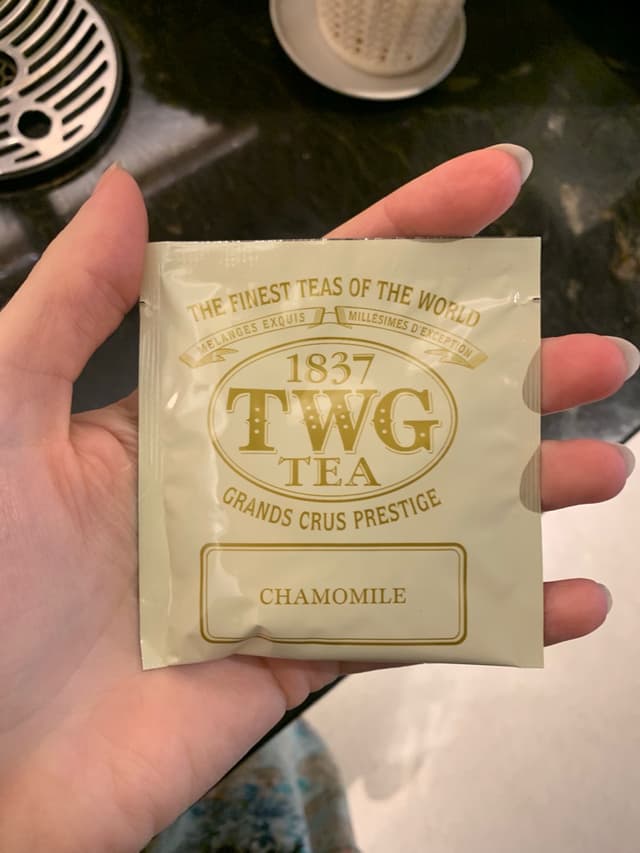 THE FINEST TEAS OF THE WORLD
MÉLANGES EXQUIS MILLÉSIMES D'EXCEPTION
1837
TWG
TEA
GRANDS CRUS PRESTIGE
CHAMOMILE